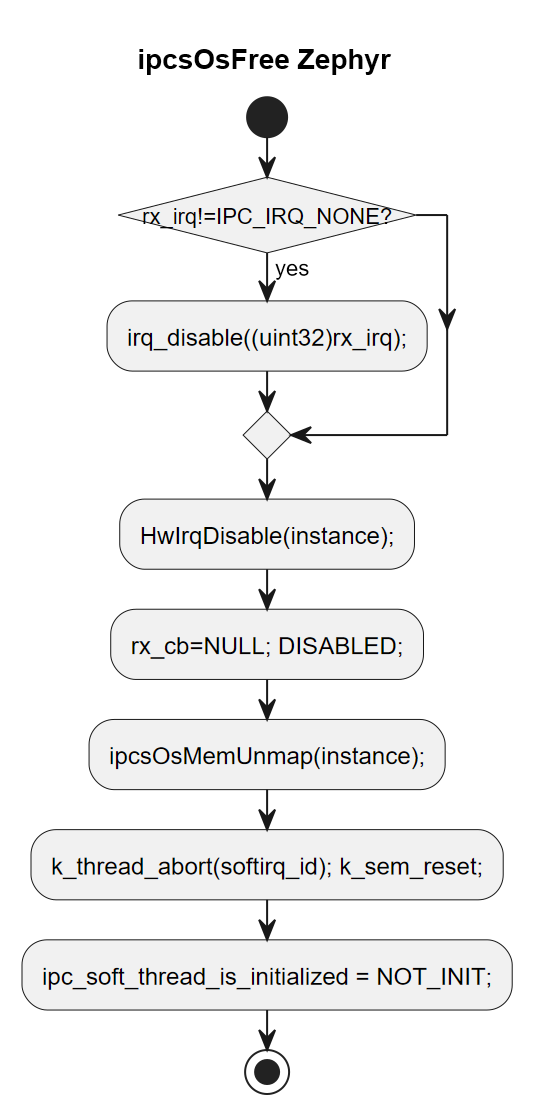 ipcsOsFree Zephyr
rx_irq!=IPC_IRQ_NONE?
yes
irq_disable((uint32)rx_irq);
HwIrqDisable(instance);
rx_cb=NULL; DISABLED;
ipcsOsMemUnmap(instance);
k_thread_abort(softirq_id); k_sem_reset;
ipc_soft_thread_is_initialized = NOT_INIT;